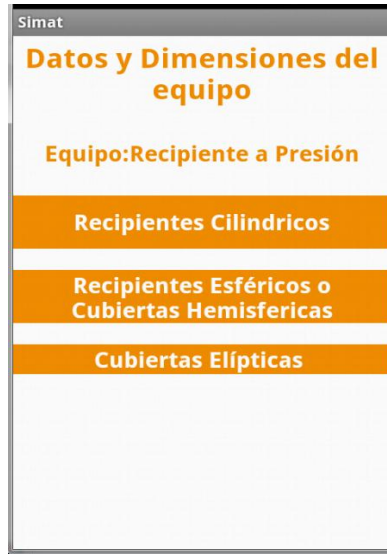 Simat
Datos y Dimensiones del
equipo
Equipo:Recipiente a Presión
Recipientes Cilindricos
Recipientes Esféricos o
Cubiertas Hemisfericas
Cubiertas Elípticas